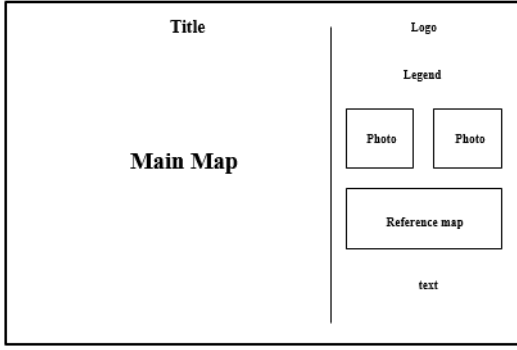 Title
Main Map
Logo
Legend
Photo
Photo
Reference map
text